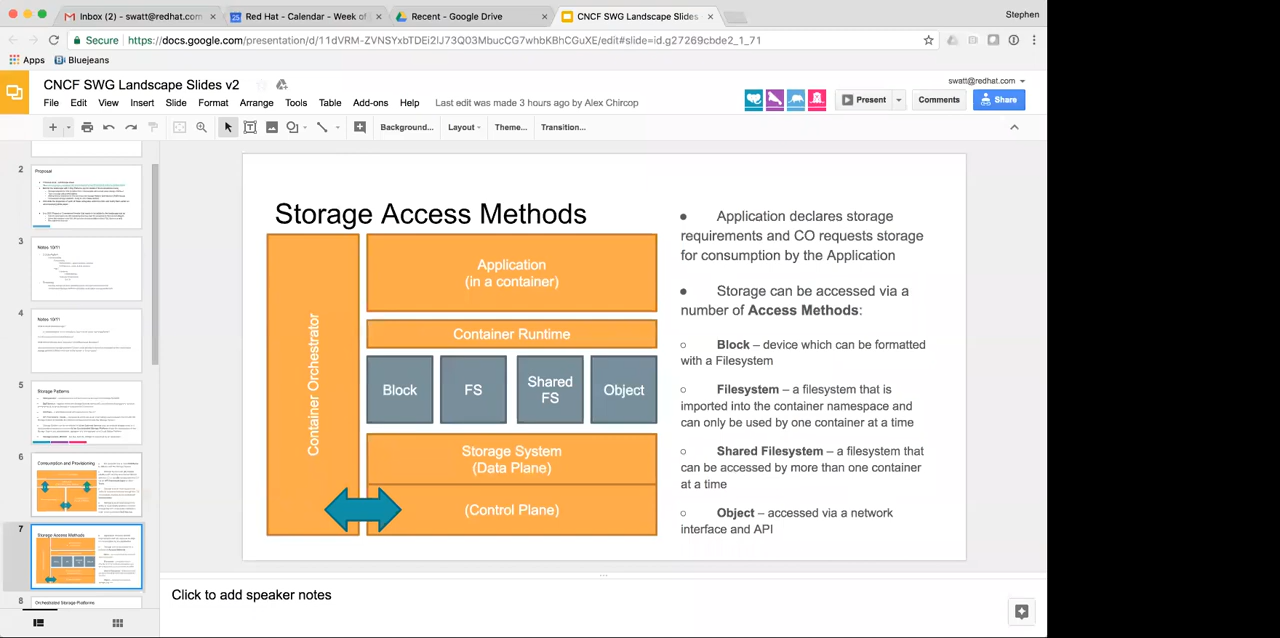 Inbox (2) - swatt@redhat.com
Red Hat - Calendar - Week of
Recent - Google Drive
CNCF SWG Landscape Slides
Stephen
Secure
https://docs.google.com/presentation/d/11dVRM-ZVNSYxbTDEi2U73Q03MbucCG7whbKBhCGuXE/edit#slide=id.g27269cbde2_1_71
Apps
Bluejeans
CNCF SWG Landscape Slides v2
swatt@redhat.com
File Edit View Insert Slide Format Arrange Tools Table Add-ons Help
Last edit was made 3 hours ago by Alex Chircop
Present
Comments
Share
Background...
Layout
Theme...
Transition...
2
Proposal
3
Notes 10/11
4
Notes 10/11
5
Storage Patterns
6
Consumption and Provisioning
7
Storage Access Methods
8
Orchestrated Storage Platforms
Storage Access Methods
Container Orchestrator
Application
(in a container)
Container Runtime
Block
FS
Shared
FS
Object
Storage System
(Data Plane)
(Control Plane)
● Application declares storage
requirements and CO requests storage
for consumption by the Application
● Storage can be accessed via a
number of Access Methods:
○ Block – device which can be formatted
with a Filesystem
○ Filesystem – a filesystem that is
imported into the container namespace and
can only be used by one container at a time
○ Shared Filesystem – a filesystem that
can be accessed by more than one container
at a time
○ Object – accessed via a network
interface and API
Click to add speaker notes